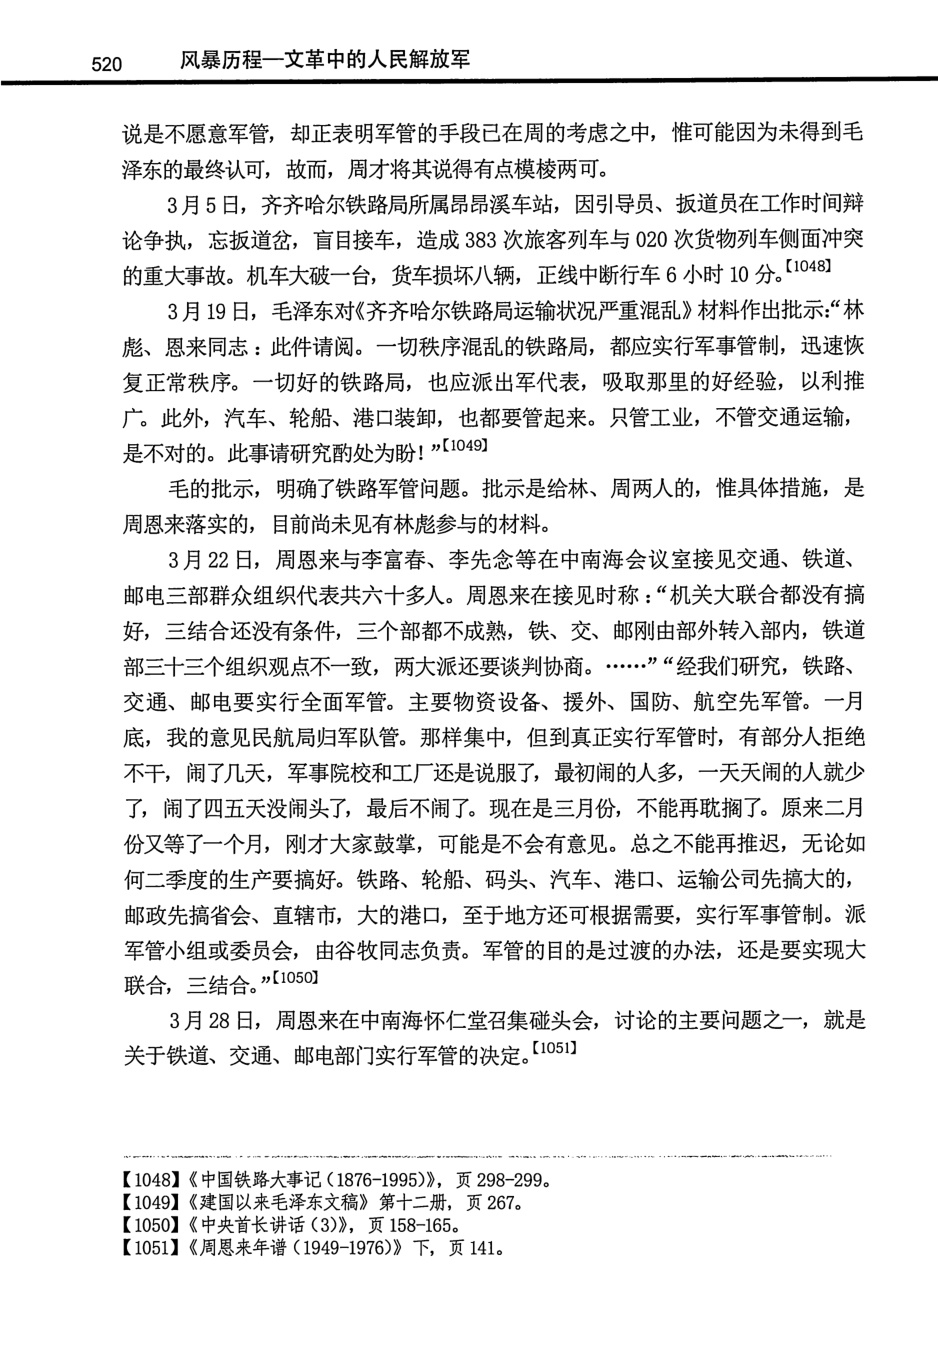 520 风暴历程—文革中的人民解放军
说是不愿意军管，却正表明军管的手段已在周的考虑之中，惟可能因为未得到毛
泽东的最终认可，故而，周才将其说得有点模棱两可。
3月5日，齐齐哈尔铁路局所属昂昂溪车站，因引导员、扳道员在工作时间辩
论争执，忘扳道岔，盲目接车，造成383次旅客列车与020次货物列车侧面冲突
的重大事故。机车大破一台，货车损坏八辆，正线中断行车6小时10分。【1048】
3月19日，毛泽东对《齐齐哈尔铁路局运输状况严重混乱》材料作出批示：“林
彪、恩来同志：此件请阅。一切秩序混乱的铁路局，都应实行军事管制，迅速恢
复正常秩序。一切好的铁路局，也应派出军代表，吸取那里的好经验，以利推
广。此外，汽车、轮船、港口装卸，也都要管起来。只管工业，不管交通运输，
是不对的。此事请研究酌处为盼！”【1049】
毛的批示，明确了铁路军管问题。批示是给林、周两人的，惟具体措施，是
周恩来落实的，目前尚未见有林彪参与的材料。
3月22日，周恩来与李富春、李先念等在中南海会议室接见交通、铁道、
邮电三部群众组织代表共六十多人。周恩来在接见时称：“机关大联合都没有搞
好，三结合还没有条件，三个部都不成熟，铁、交、邮刚由部外转入部内，铁道
部三十三个组织观点不一致，两大派还要谈判协商。……”“经我们研究，铁路、
交通、邮电要实行全面军管。主要物资设备、援外、国防、航空先军管。一月
底，我的意见民航局归军队管。那样集中，但到真正实行军管时，有部分人拒绝
不干，闹了几天，军事院校和工厂还是说服了，最初闹的人多，一天天闹的人就少
了，闹了四五天没闹头了，最后不闹了。现在是三月份，不能再耽搁了。原来二月
份又等了一个月，刚才大家鼓掌，可能是不会有意见。总之不能再推迟，无论如
何二季度的生产要搞好。铁路、轮船、码头、汽车、港口、运输公司先搞大的，
邮政先搞省会、直辖市，大的港口，至于地方还可根据需要，实行军事管制。派
军管小组或委员会，由谷牧同志负责。军管的目的是过渡的办法，还是要实现大
联合，三结合。”【1050】
3月28日，周恩来在中南海怀仁堂召集碰头会，讨论的主要问题之一，就是
关于铁道、交通、邮电部门实行军管的决定。【1051】
【1048】《中国铁路大事记（1876-1995）》，页298-299。
【1049】《建国以来毛泽东文稿》第十二册，页267。
【1050】《中央首长讲话（3）》，页158-165。
【1051】《周恩来年谱（1949-1976）》下，页141。